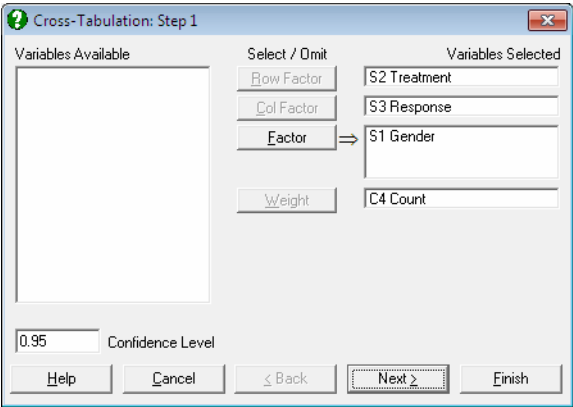 Cross-Tabulation: Step 1
Variables Available Select / Omit Variables Selected
Row Factor S2 Treatment
Col Factor S3 Response
Factor ⇒ S1 Gender
Weight C4 Count
0.95 Confidence Level
Help Cancel < Back Next > Finish